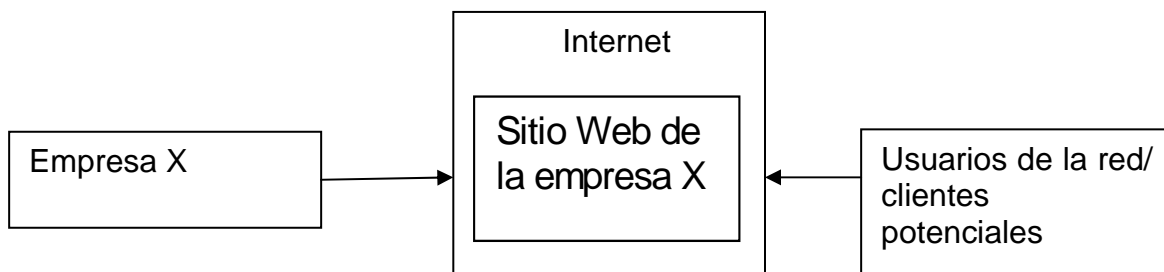 Internet
Empresa X
Sitio Web de
la empresa X
Usuarios de la red/
clientes
potenciales